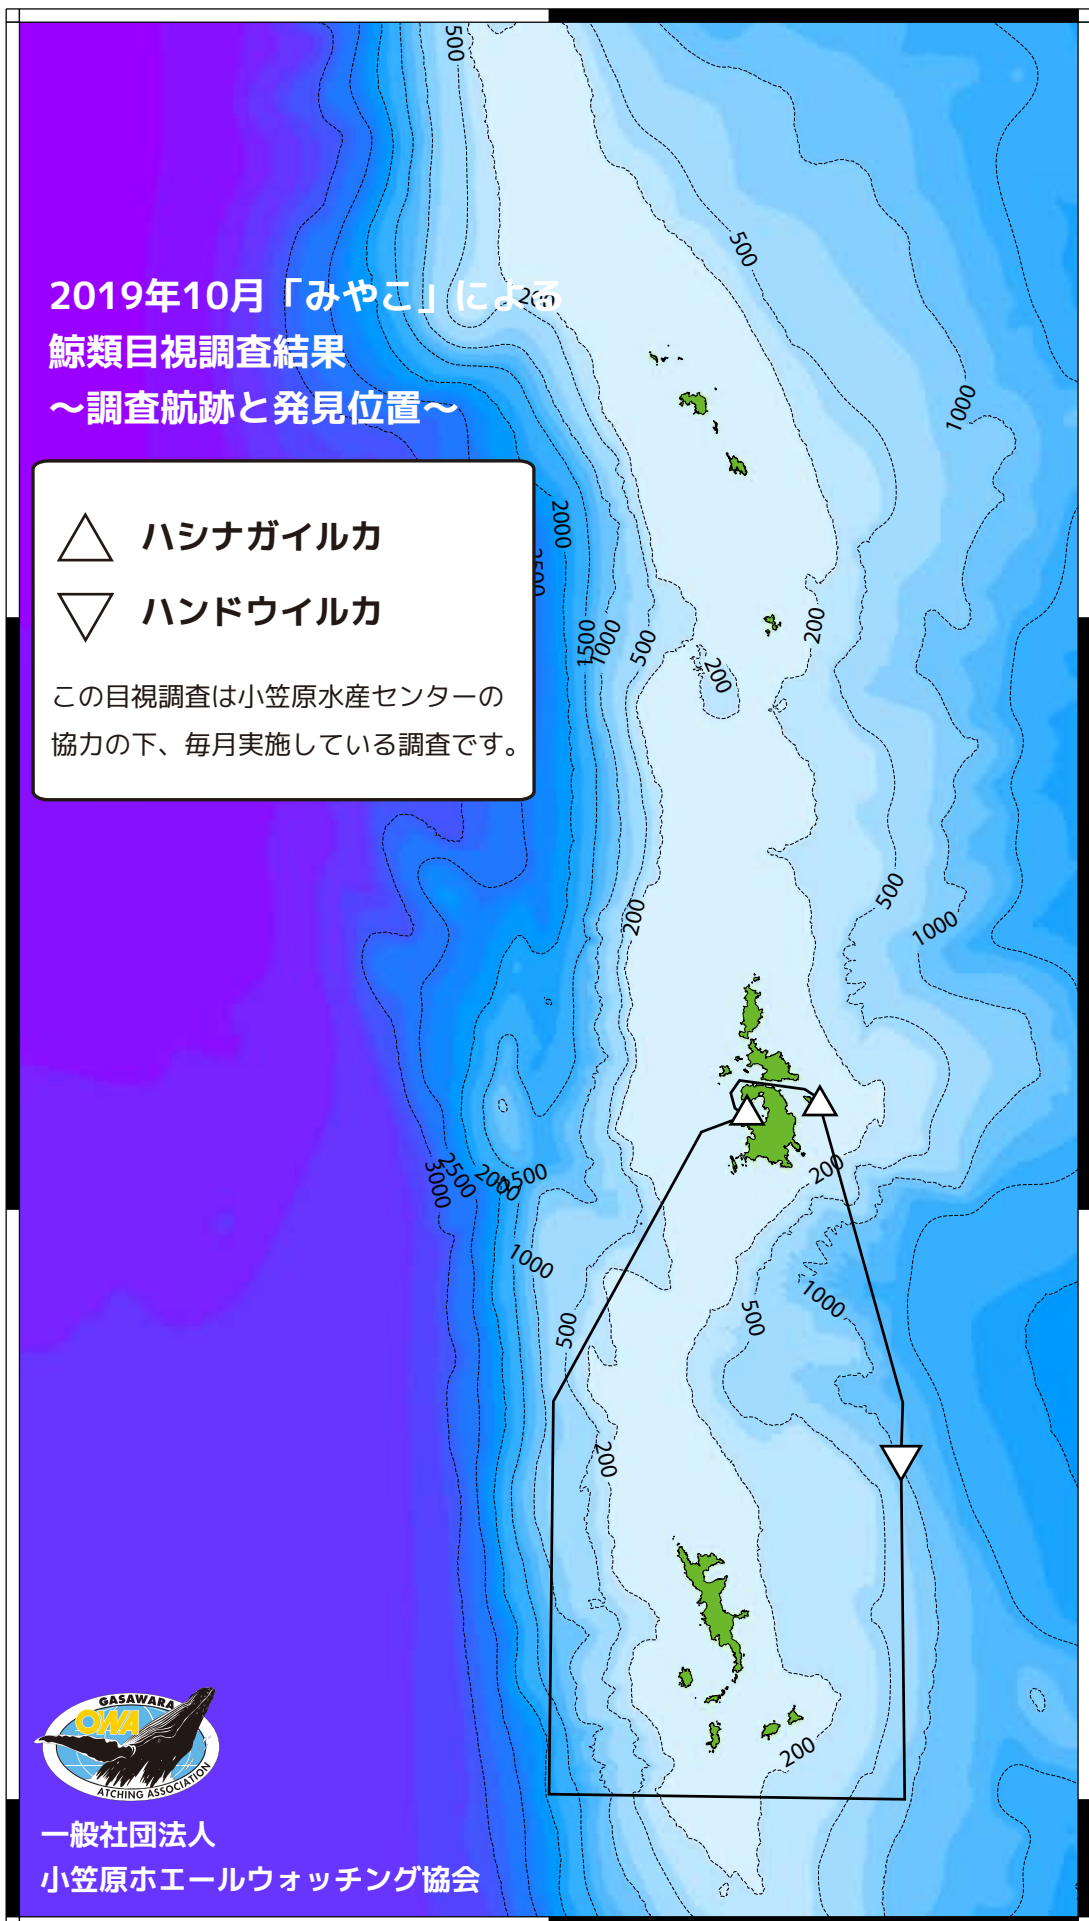 500
500
2019年10月「みやこ」による
200
鯨類目視調査結果
～調査航跡と発見位置～
1000
ハシナガイルカ
2000
2500
ハンドウイルカ
1500
1000
500
200
200
この目視調査は小笠原水産センターの
協力の下、毎月実施している調査です。
500
200
1000
3000
2500
2000
1500
200
1000
500
500
1000
200
200
GASAWARA
OWA
ATCHING ASSOCIATION
一般社団法人
小笠原ホエールウォッチング協会